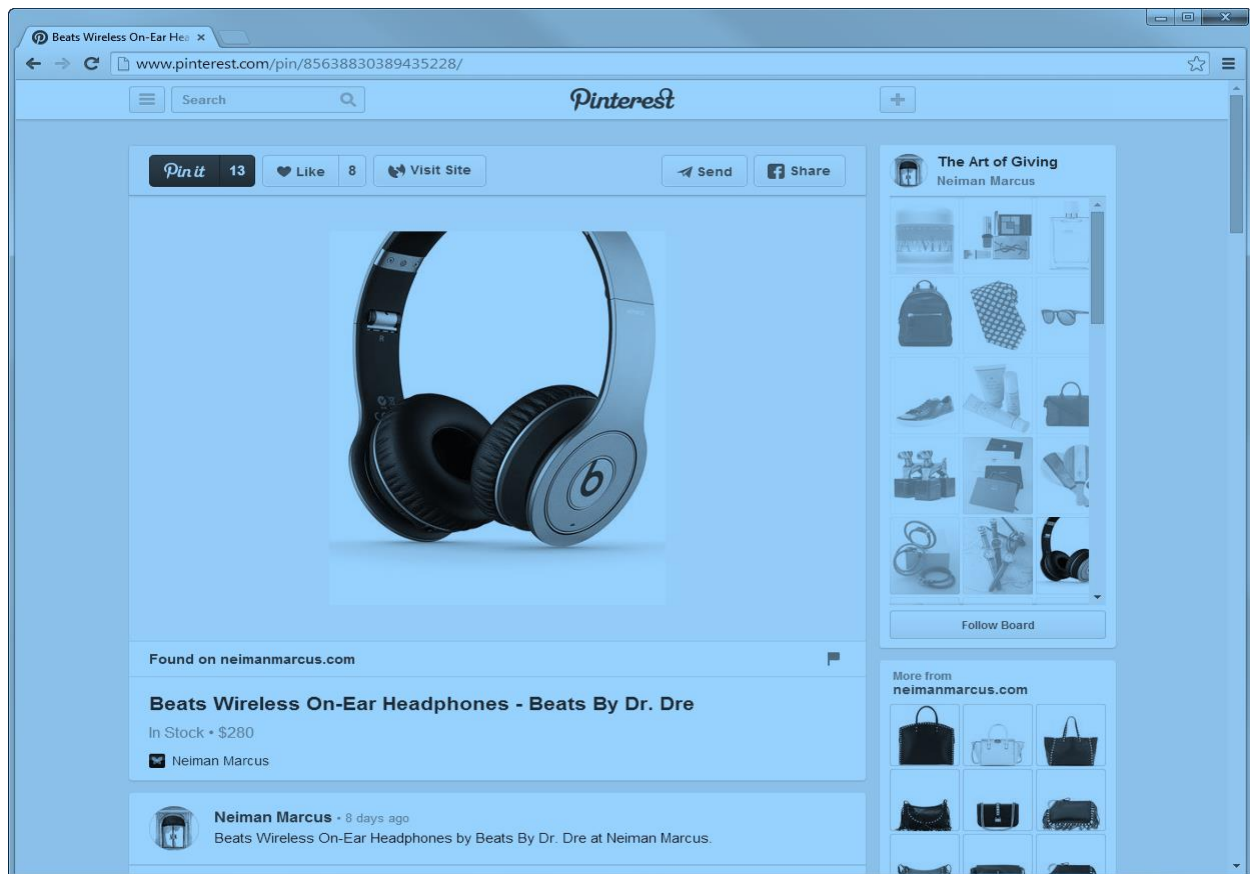 Beats Wireless On-Ear Hea
www.pinterest.com/pin/85638830389435228/
Search
Pinterest
Pin it 13
Like 8
Visit Site
Send
Share
The Art of Giving
Neiman Marcus
b
Follow Board
Found on neimanmarcus.com
More from
neimanmarcus.com
Beats Wireless On-Ear Headphones - Beats By Dr. Dre
In Stock • $280
Neiman Marcus
Neiman Marcus • 8 days ago
Beats Wireless On-Ear Headphones by Beats By Dr. Dre at Neiman Marcus.